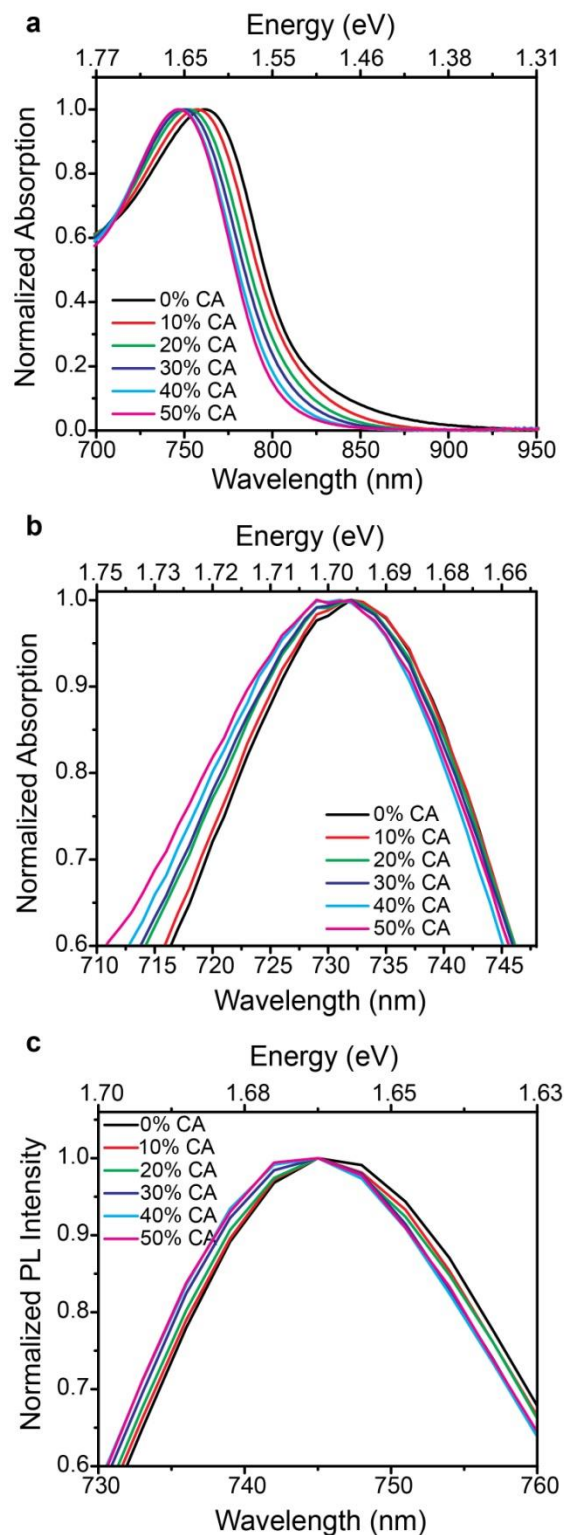 a
Energy (eV)
1.77 1.65 1.55 1.46 1.38 1.31
Normalized Absorption
1.0
0.8
0.6
0.4
0.2
0.0
0% CA
10% CA
20% CA
30% CA
40% CA
50% CA
700 750 800 850 900 950
Wavelength (nm)
b
Energy (eV)
1.75 1.73 1.72 1.71 1.70 1.69 1.68 1.66
Normalized Absorption
1.0
0.9
0.8
0.7
0.6
0% CA
10% CA
20% CA
30% CA
40% CA
50% CA
710 715 720 725 730 735 740 745
Wavelength (nm)
c
Energy (eV)
1.70 1.68 1.65 1.63
Normalized PL Intensity
1.0
0.9
0.8
0.7
0.6
0% CA
10% CA
20% CA
30% CA
40% CA
50% CA
730 740 750 760
Wavelength (nm)